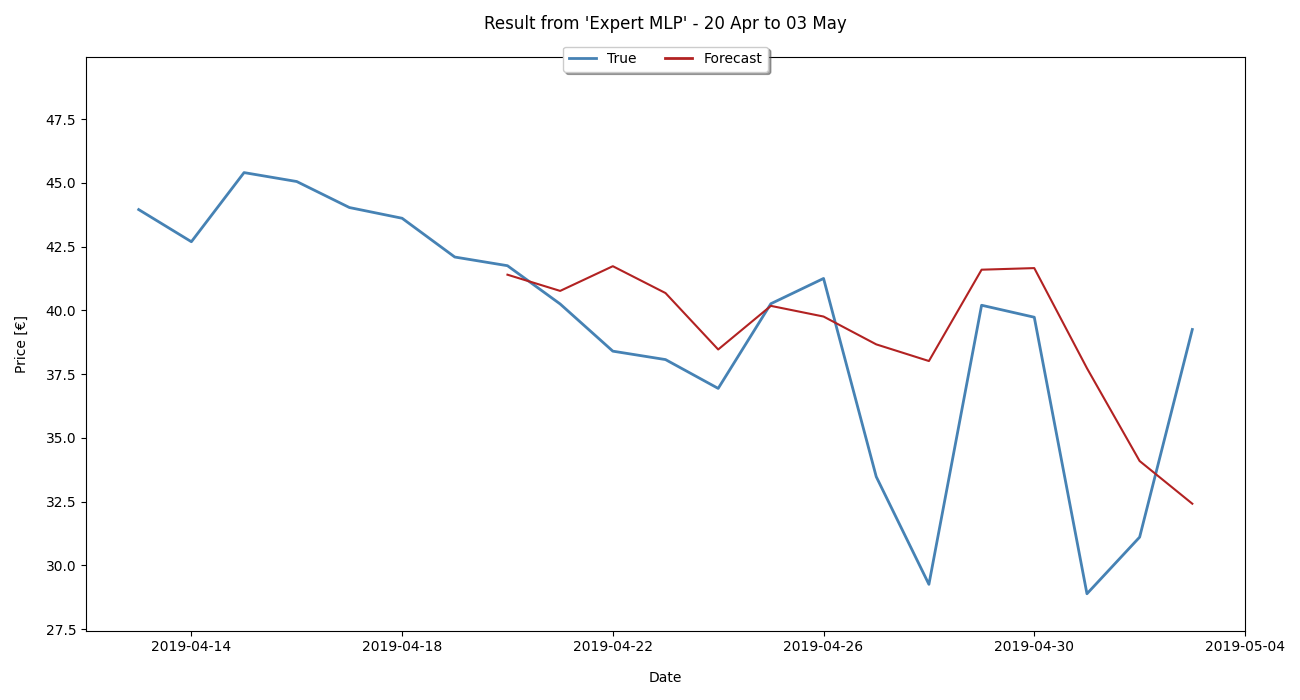 Result from 'Expert MLP' - 20 Apr to 03 May
True Forecast
47.5
45.0
42.5
40.0
37.5
35.0
32.5
30.0
27.5
Price [€]
2019-04-14 2019-04-18 2019-04-22 2019-04-26 2019-04-30 2019-05-04
Date